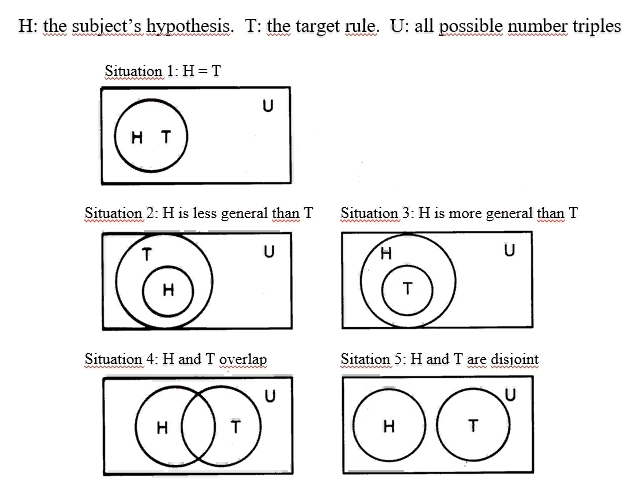 H: the subject's hypothesis. T: the target rule. U: all possible number triples
Situation 1: H = T
U
H T
Situation 2: H is less general than T
T
U
H
Situation 3: H is more general than T
H
U
T
Situation 4: H and T overlap
U
H
T
Sitation 5: H and T are disjoint
U
H
T